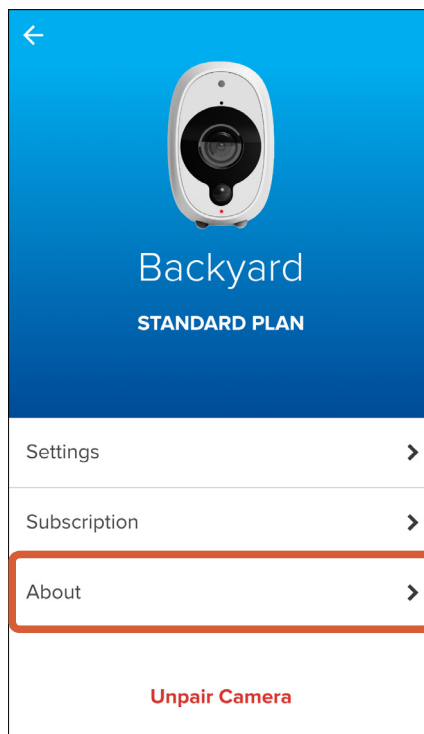 Backyard
STANDARD PLAN
Settings
Subscription
About
Unpair Camera